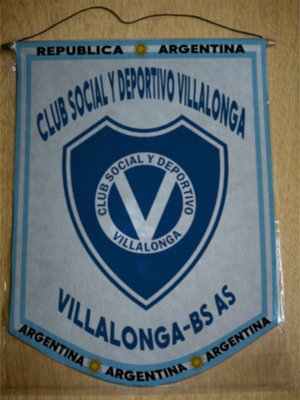 REPUBLICA ARGENTINA
CLUB SOCIAL Y DEPORTIVO VILLALONGA
CLUB SOCIAL Y DEPORTIVO
V
VILLALONGA
VILLALONGA-BS AS
ARGENTINA ARGENTINA ARGENTINA